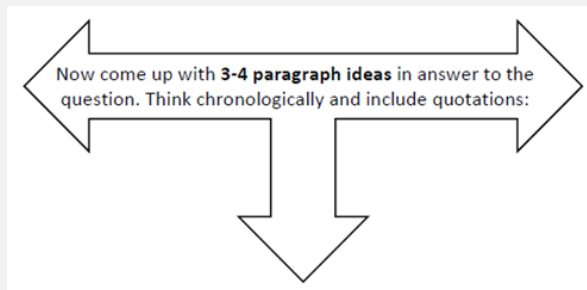 Now come up with 3-4 paragraph ideas in answer to the
question. Think chronologically and include quotations: